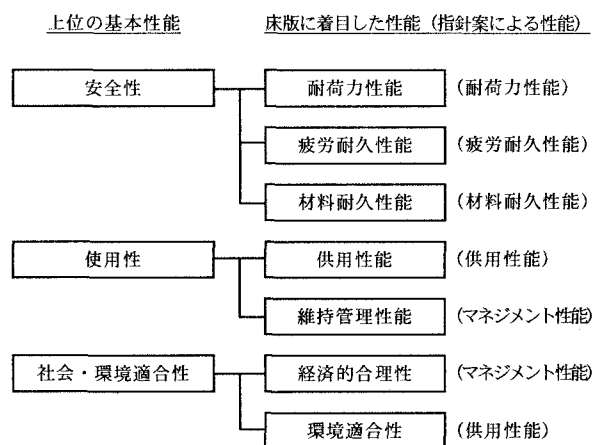 上位の基本性能 床版に着目した性能（指針案による性能）
安全性 耐荷力性能 (耐荷力性能)
疲労耐久性能 (疲労耐久性能)
材料耐久性能 (材料耐久性能)
使用性 供用性能 (供用性能)
維持管理性能 (マネジメント性能)
社会・環境適合性 経済的合理性 (マネジメント性能)
環境適合性 (供用性能)